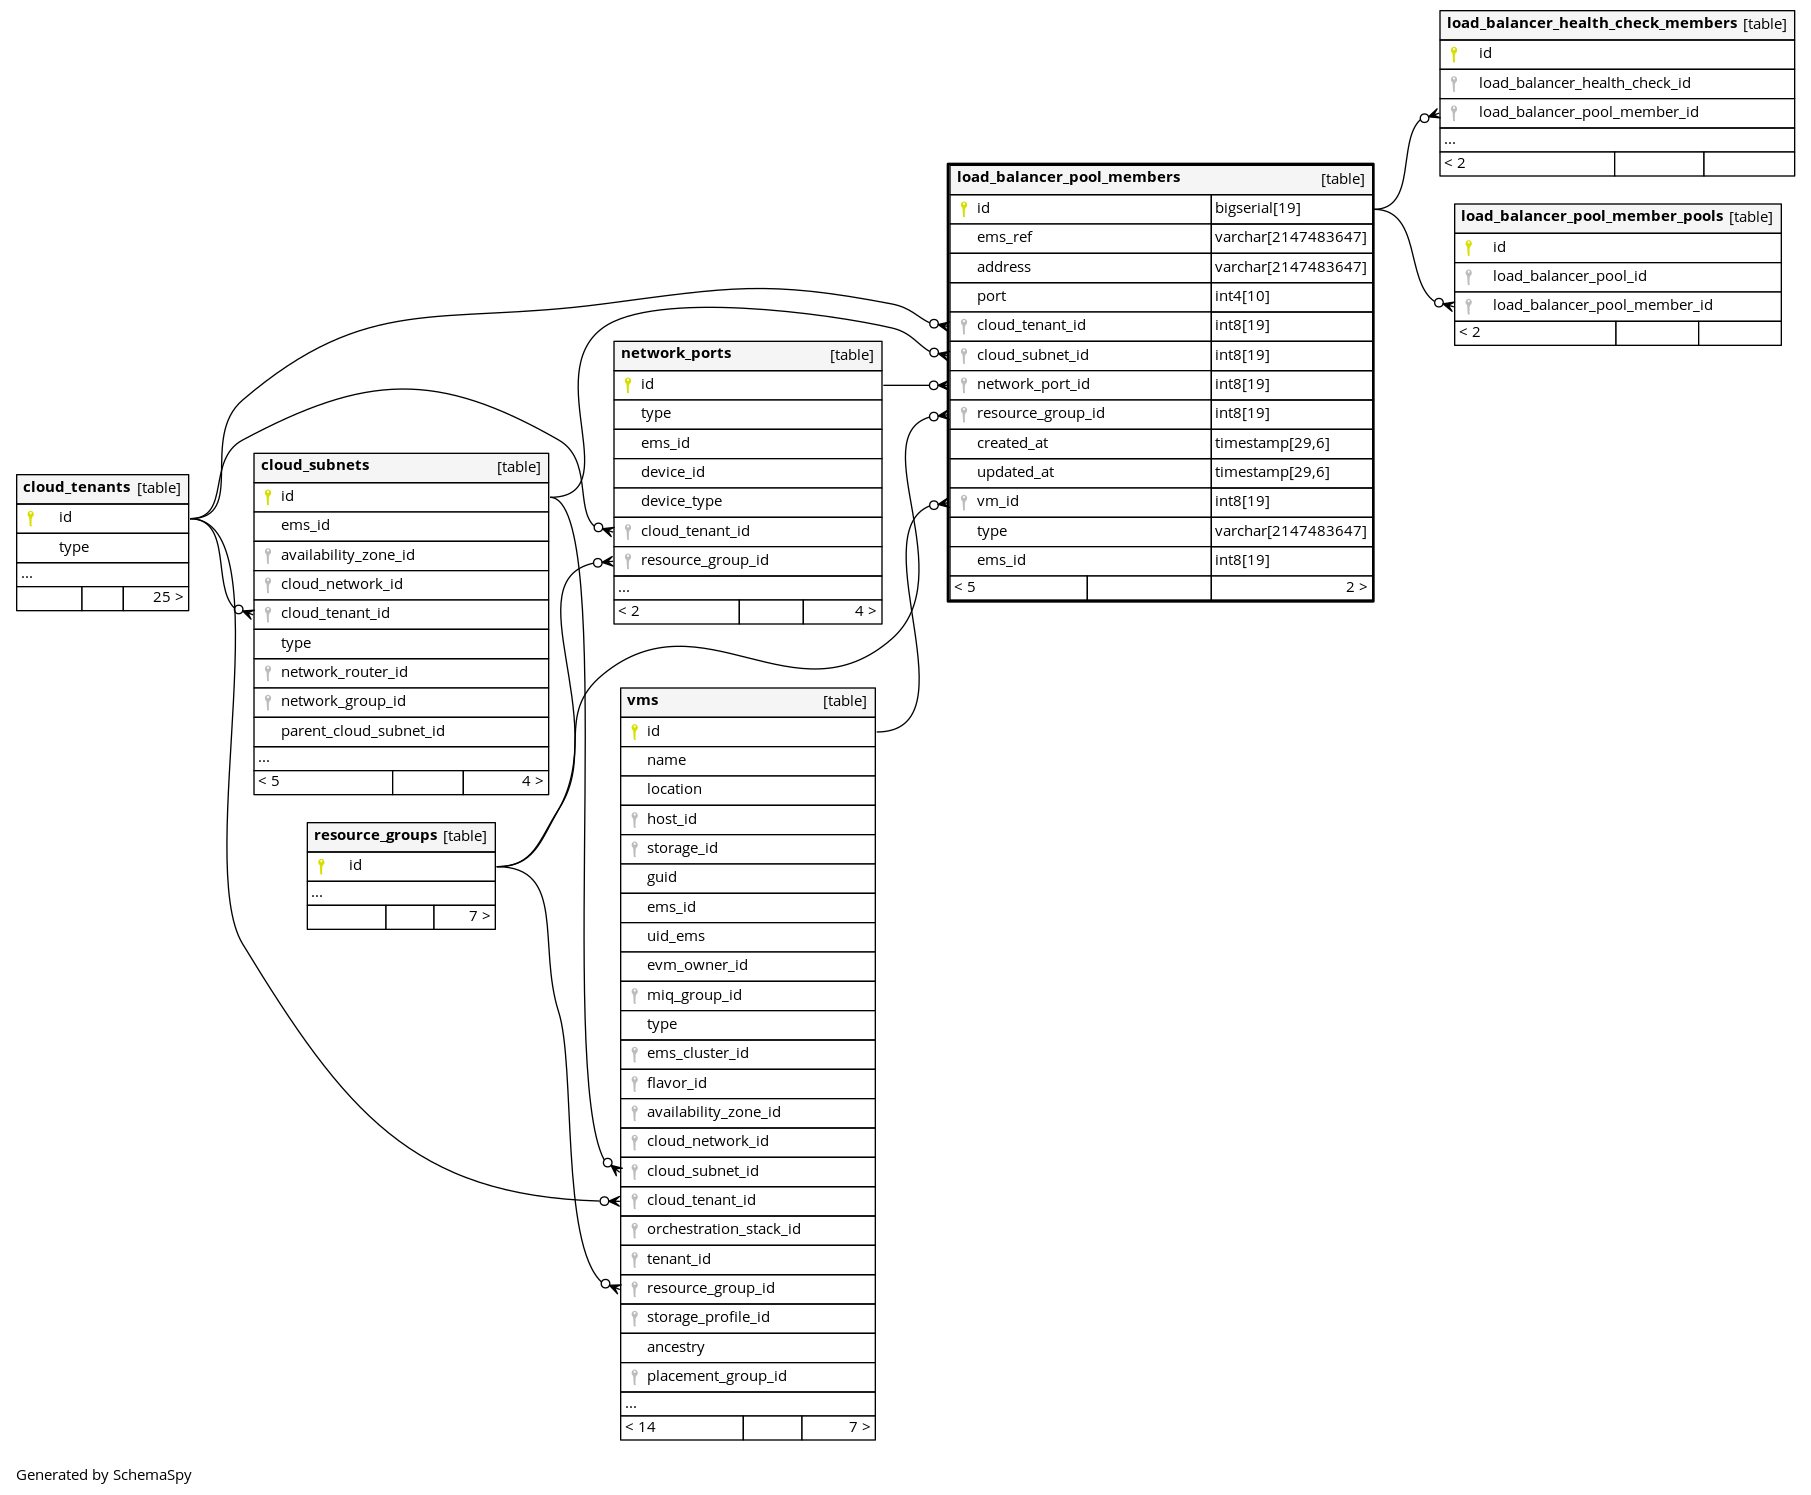 load_balancer_health_check_members [table]
id
load_balancer_health_check_id
load_balancer_pool_member_id
...
< 2
load_balancer_pool_members [table]
id bigserial[19]
ems_ref varchar[2147483647]
address varchar[2147483647]
port int4[10]
cloud_tenant_id int8[19]
cloud_subnet_id int8[19]
network_port_id int8[19]
resource_group_id int8[19]
created_at timestamp[29,6]
updated_at timestamp[29,6]
vm_id int8[19]
type varchar[2147483647]
ems_id int8[19]
< 5 2 >
load_balancer_pool_member_pools [table]
id
load_balancer_pool_id
load_balancer_pool_member_id
< 2
network_ports [table]
id
type
ems_id
device_id
device_type
cloud_tenant_id
resource_group_id
...
< 2 4 >
cloud_subnets [table]
id
ems_id
availability_zone_id
cloud_network_id
cloud_tenant_id
type
network_router_id
network_group_id
parent_cloud_subnet_id
...
< 5 4 >
cloud_tenants [table]
id
type
...
25 >
resource_groups [table]
id
...
7 >
vms [table]
id
name
location
host_id
storage_id
guid
ems_id
uid_ems
evm_owner_id
miq_group_id
type
ems_cluster_id
flavor_id
availability_zone_id
cloud_network_id
cloud_subnet_id
cloud_tenant_id
orchestration_stack_id
tenant_id
resource_group_id
storage_profile_id
ancestry
placement_group_id
...
< 14 7 >
Generated by SchemaSpy